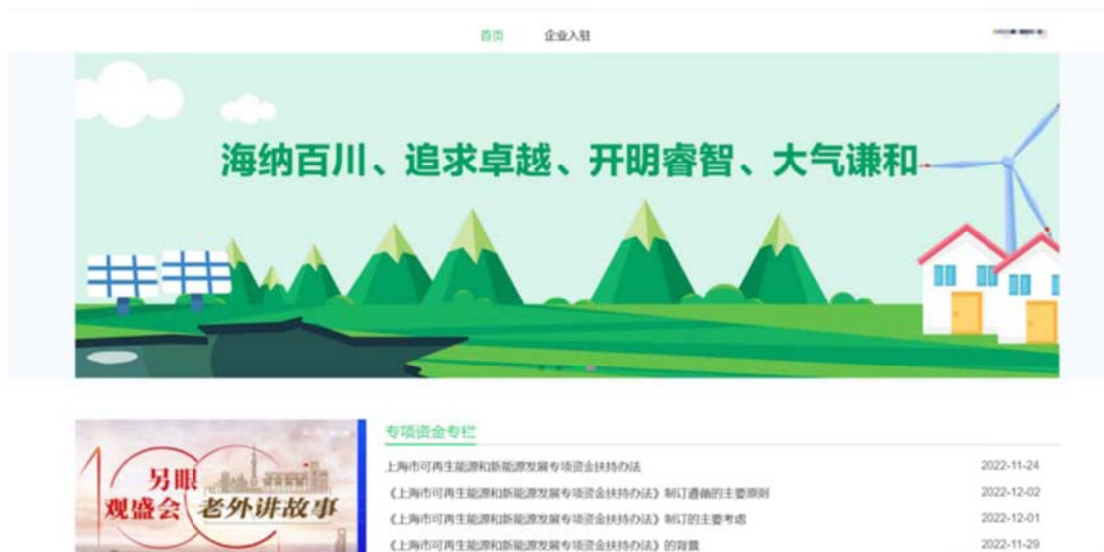 首页 企业入驻
海纳百川、追求卓越、开明睿智、大气谦和
专项资金专栏
上海市可再生能源和新能源发展专项资金扶持办法 2022-11-24
《上海市可再生能源和新能源发展专项资金扶持办法》制订遵循的主要原则 2022-12-02
《上海市可再生能源和新能源发展专项资金扶持办法》制订的主要考虑 2022-12-01
《上海市可再生能源和新能源发展专项资金扶持办法》的背景 2022-11-29
100
另眼
观盛会 老外讲故事